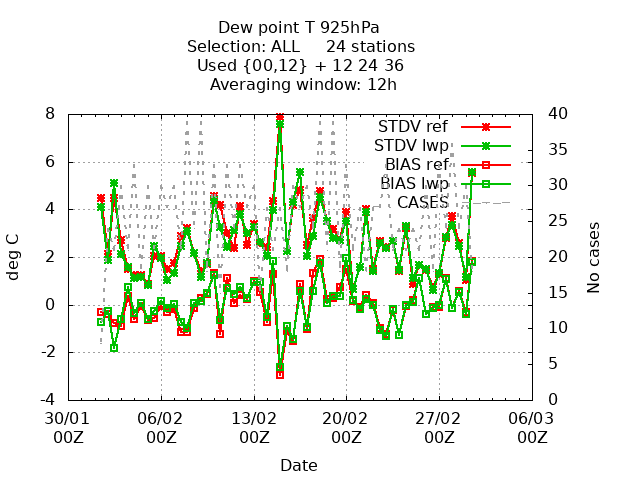 Dew point T 925hPa
Selection: ALL 24 stations
Used {00,12} + 12 24 36
Averaging window: 12h
STDV ref
STDV lwp
BIAS ref
BIAS lwp
CASES
8
6
4
2
0
-2
-4
deg C
40
35
30
25
20
15
10
5
0
No cases
30/01 06/02 13/02 20/02 27/02 06/03
00Z 00Z 00Z 00Z 00Z 00Z
Date